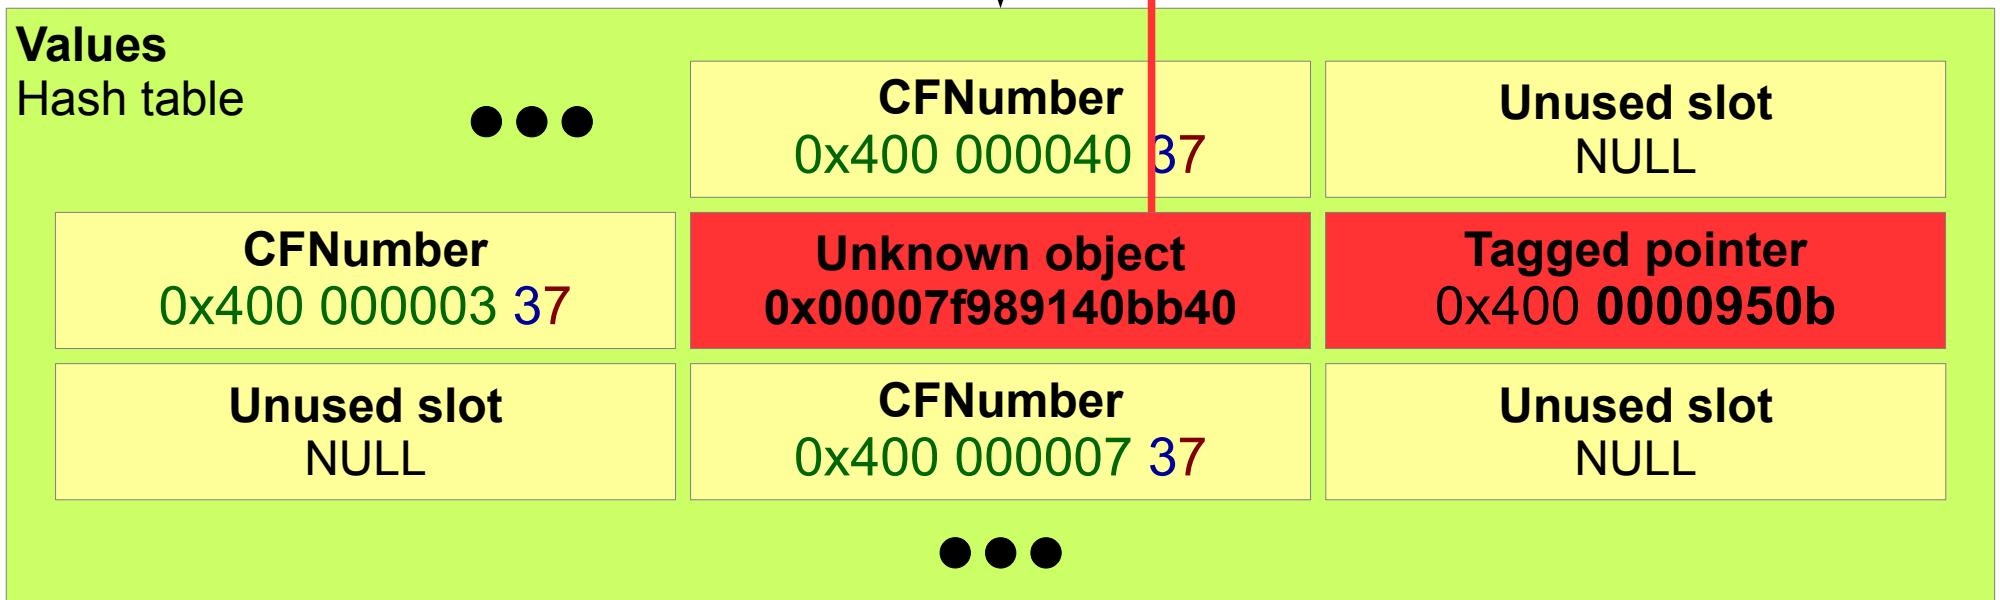 Values
Hash table
CFNumber
0x400 000040 37
Unused slot
NULL
CFNumber
0x400 000003 37
Unknown object
0x00007f989140bb40
Tagged pointer
0x400 0000950b
Unused slot
NULL
CFNumber
0x400 000007 37
Unused slot
NULL